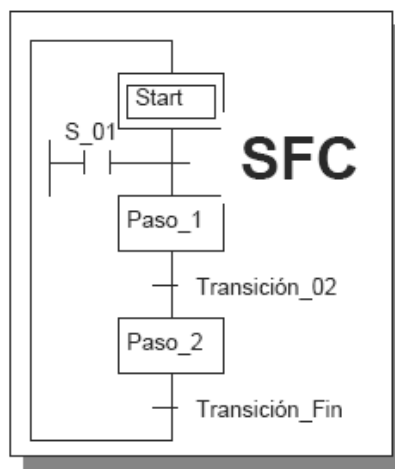 Start
S_01
SFC
Paso_1
Transición_02
Paso_2
Transición_Fin